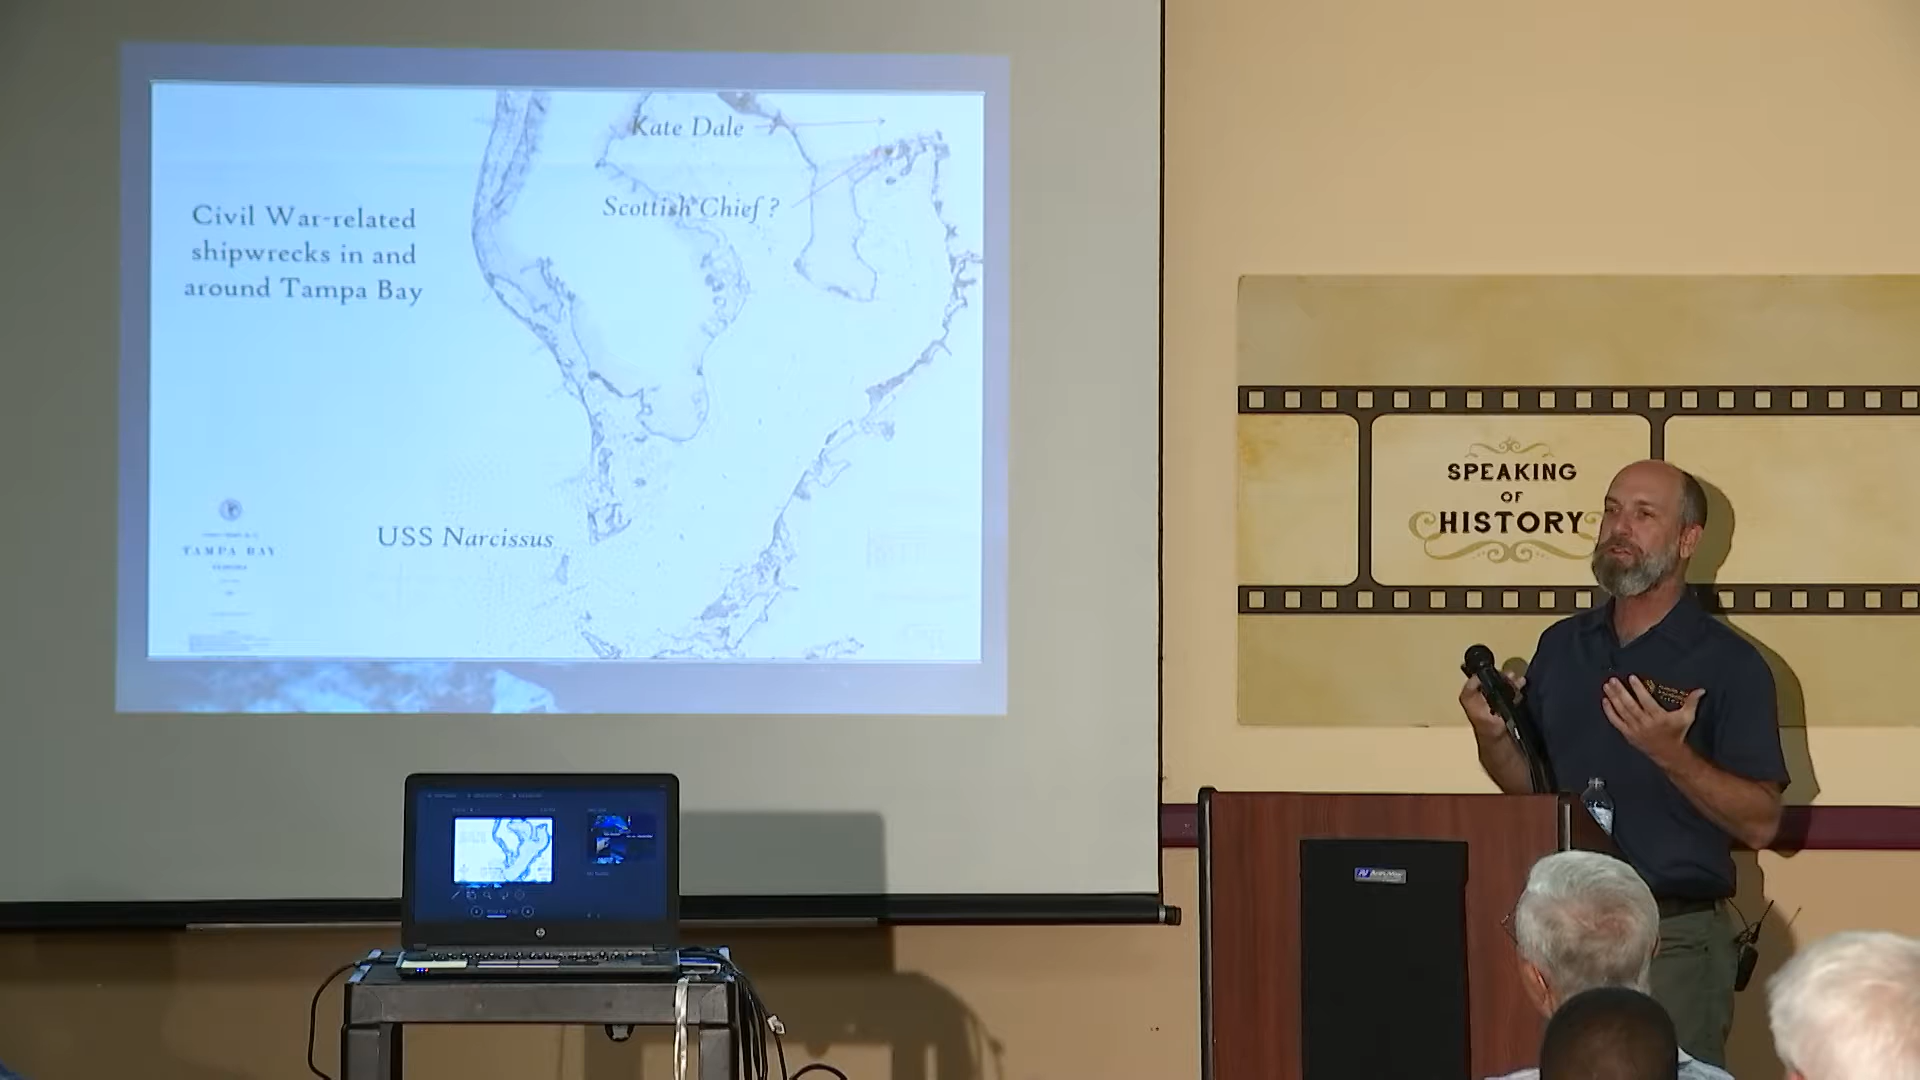 Kate Dale
Scottish Chief ?
Civil War-related
shipwrecks in and
around Tampa Bay
USS Narcissus
TAMPA BAY
SPEAKING
OF
HISTORY
hp